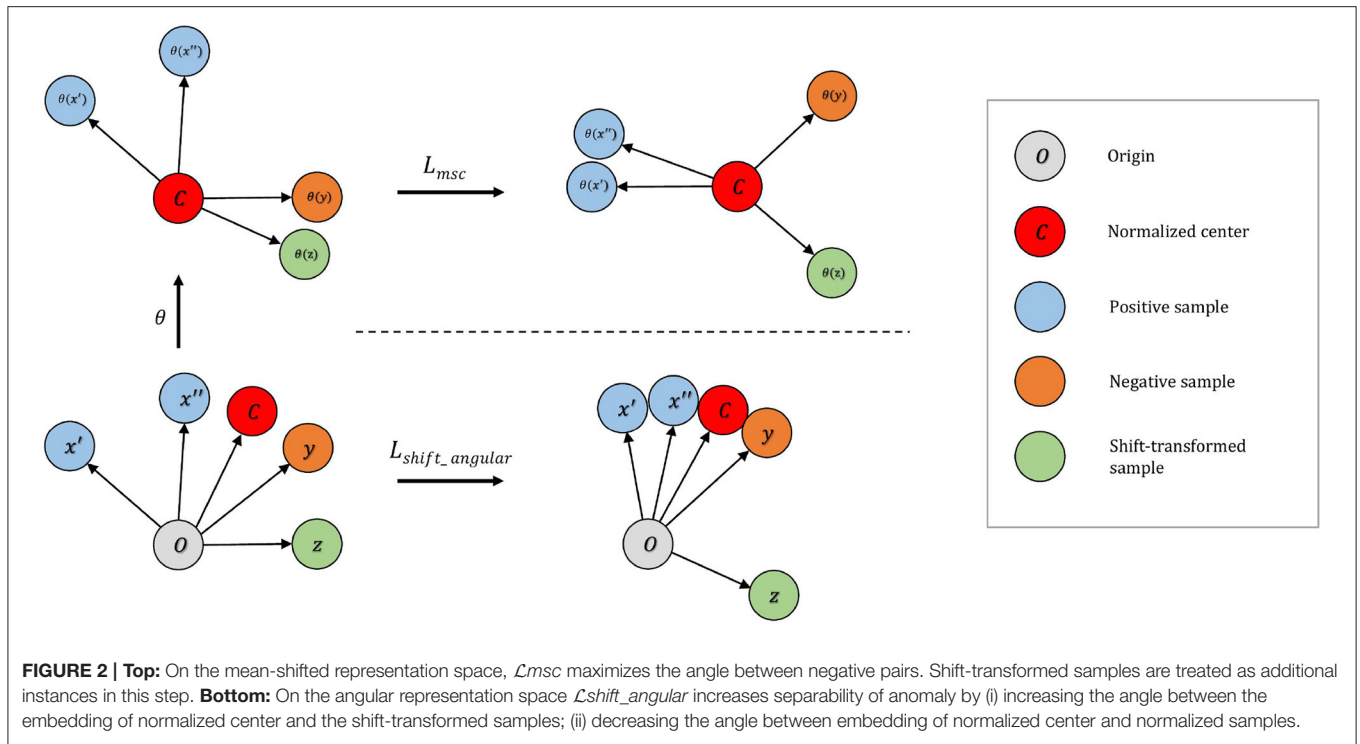 θ(x'')
θ(x')
C
θ(y)
θ(z)
L_msc
θ(y)
θ(x'')
θ(x')
C
θ(z)
θ
x'
x''
C
y
O
z
L_shift_angular
x'
x''
C
y
O
z
O
Origin
C
Normalized center
Positive sample
Negative sample
Shift-transformed
sample
FIGURE 2 | Top: On the mean-shifted representation space, ℒmsc maximizes the angle between negative pairs. Shift-transformed samples are treated as additional
instances in this step. Bottom: On the angular representation space ℒshift_angular increases separability of anomaly by (i) increasing the angle between the
embedding of normalized center and the shift-transformed samples; (ii) decreasing the angle between embedding of normalized center and normalized samples.